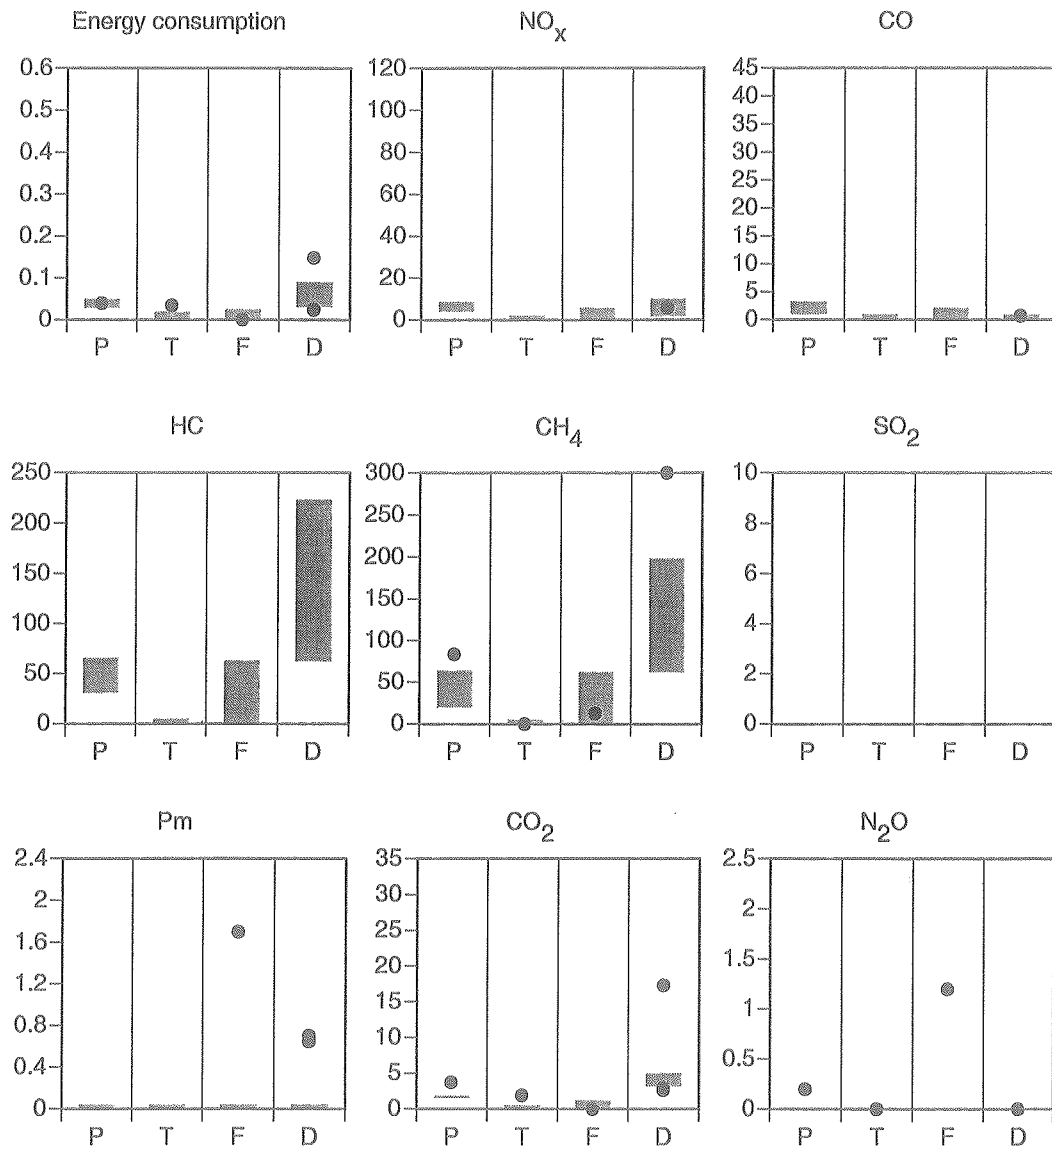 Energy consumption NOx CO
0.6 120 45
0.5 100 40
0.4 80 35
0.3 60 30
0.2 40 25
0.1 20 20
0 0 15
10
5
0
P T F D P T F D P T F D
HC CH4 SO2
250 300 10
200 250 8
150 200 6
100 150 4
50 100 2
0 50 0
0
P T F D P T F D P T F D
Pm CO2 N2O
2.4 35 2.5
2 30 2
1.6 25 1.5
1.2 20 1
0.8 15 0.5
0.4 10 0
0 5
0
P T F D P T F D P T F D